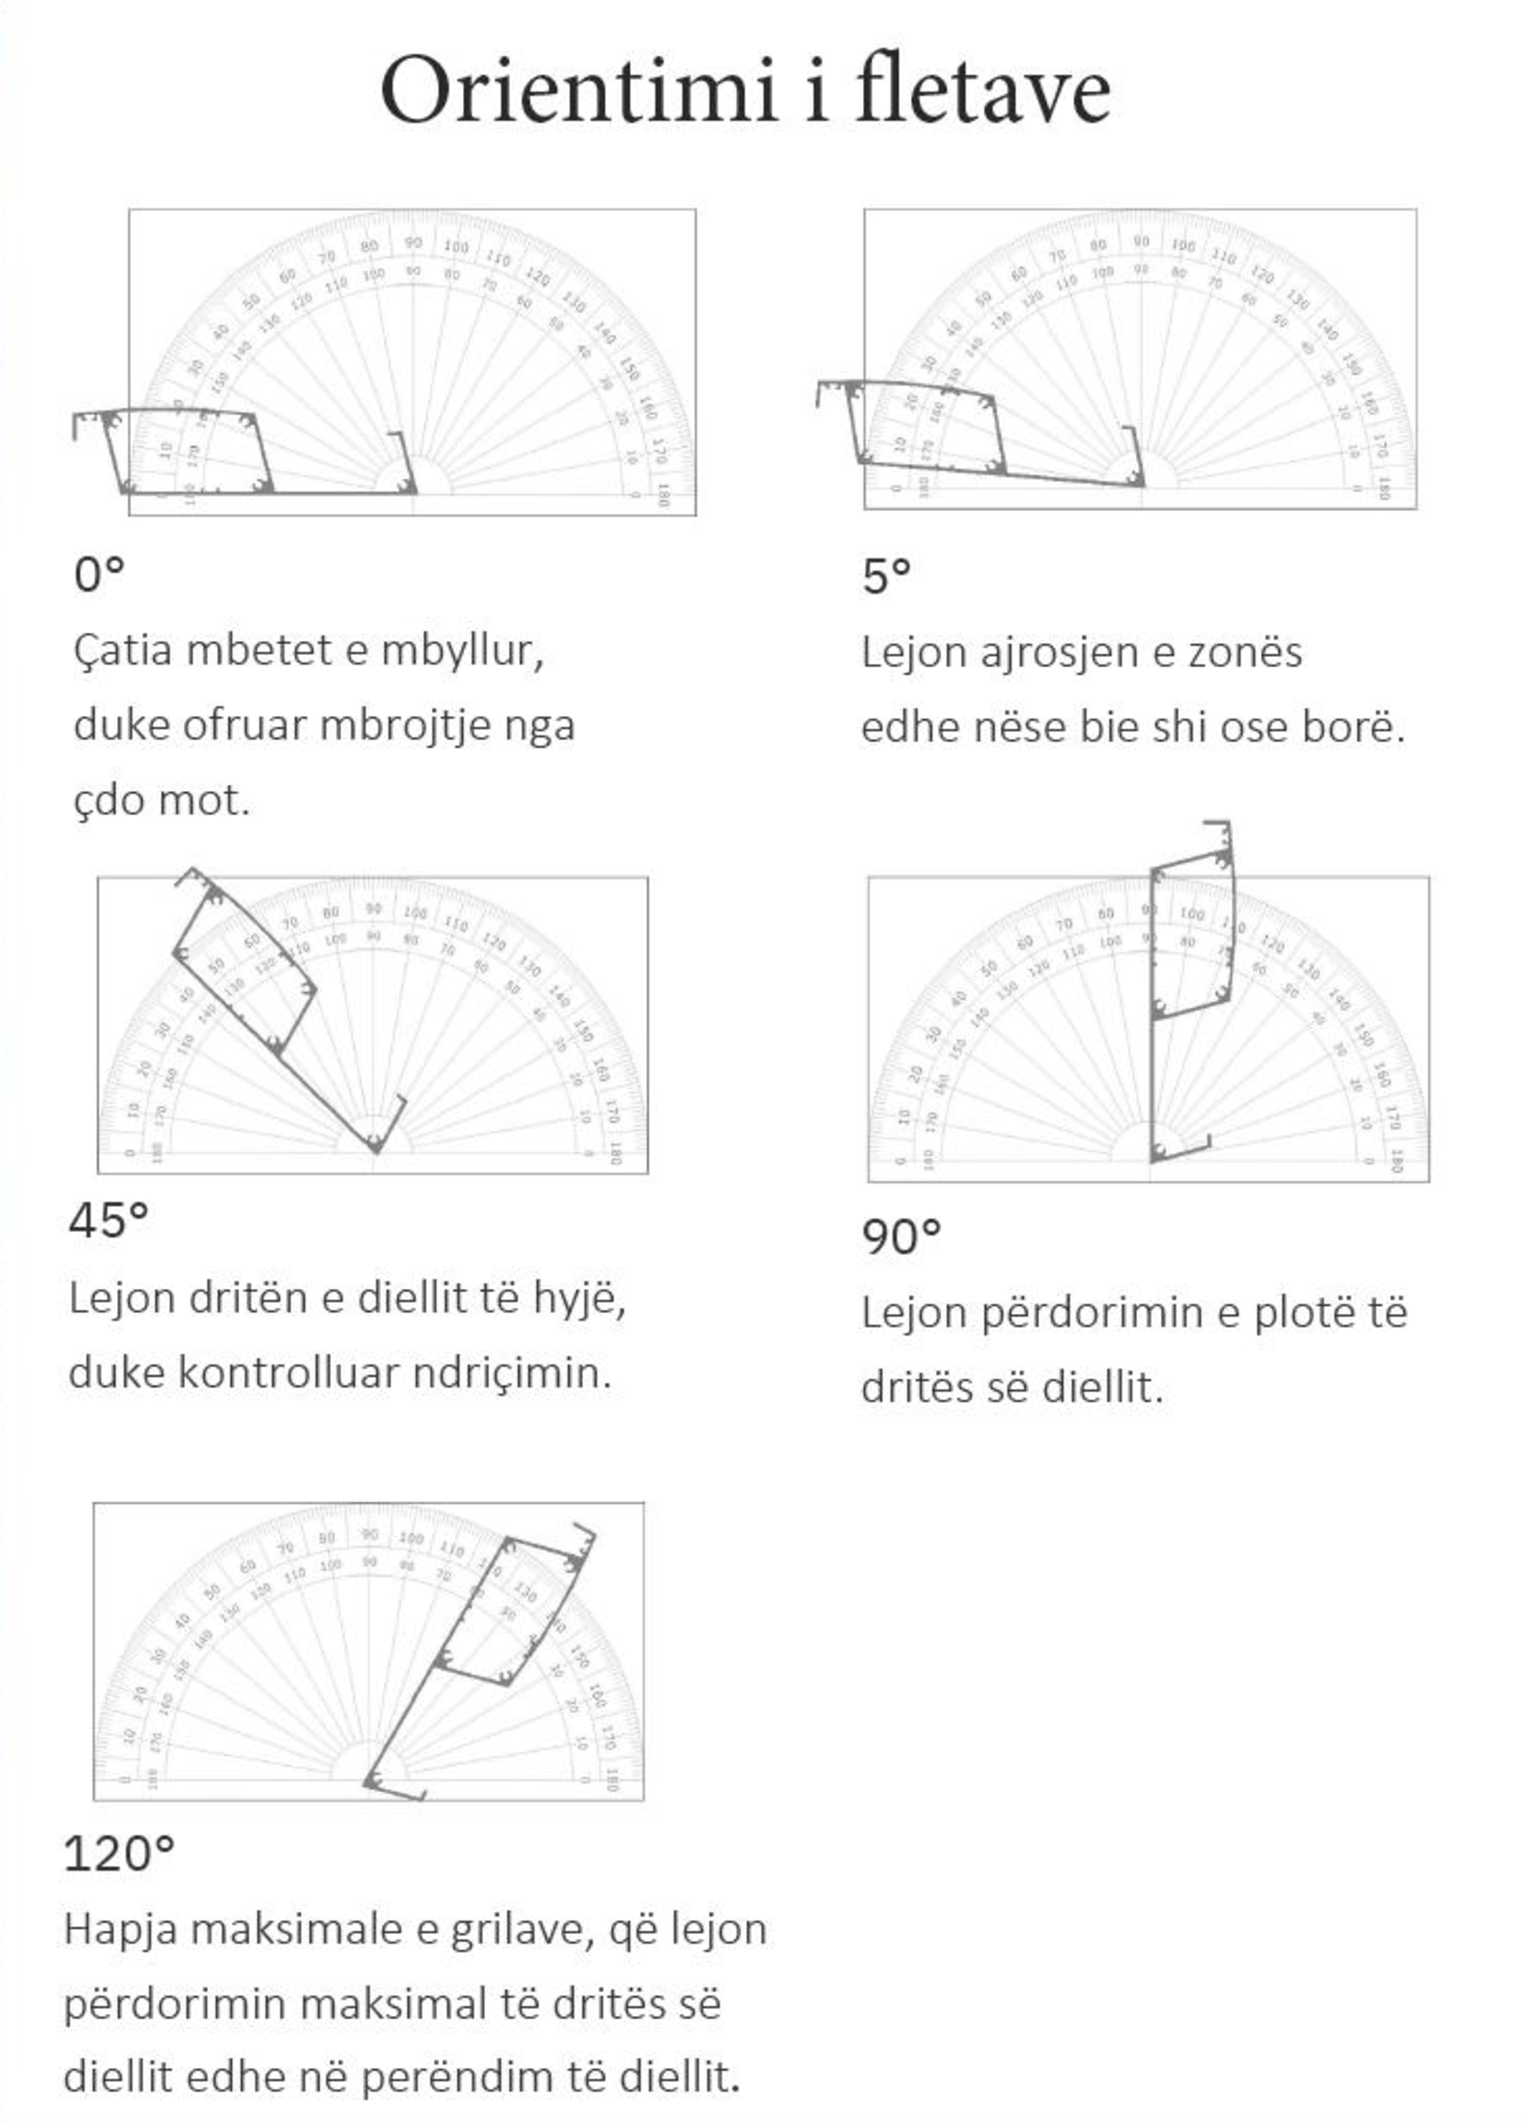 Orientimi i fletave
0°
Çatia mbetet e mbyllur,
duke ofruar mbrojtje nga
çdo mot.
5°
Lejon ajrosjen e zonës
edhe nëse bie shi ose borë.
45°
Lejon dritën e diellit të hyjë,
duke kontrolluar ndriçimin.
90°
Lejon përdorimin e plotë të
dritës së diellit.
120°
Hapja maksimale e grilave, që lejon
përdorimin maksimal të dritës së
diellit edhe në perëndim të diellit.